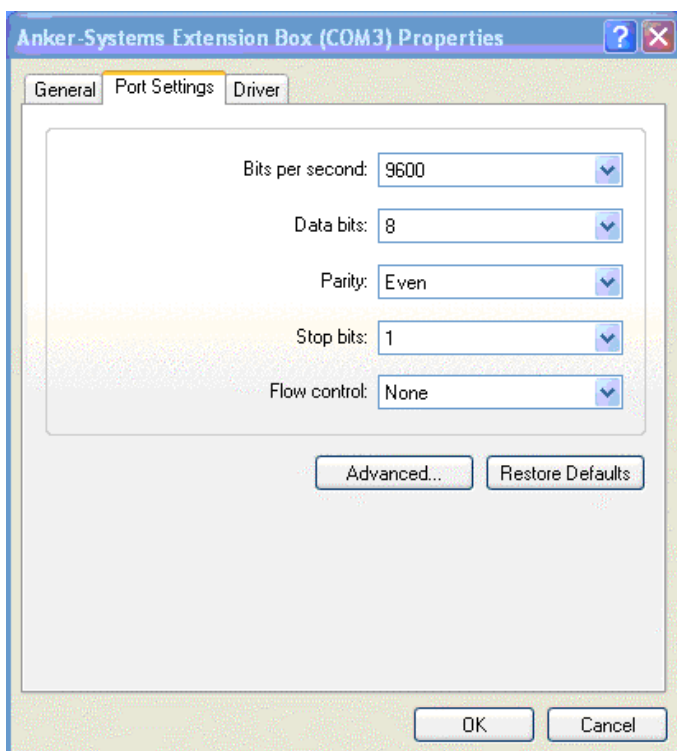 Anker-Systems Extension Box (COM3) Properties ?
General Port Settings Driver
Bits per second: 9600
Data bits: 8
Parity: Even
Stop bits: 1
Flow control: None
Advanced... Restore Defaults
OK Cancel